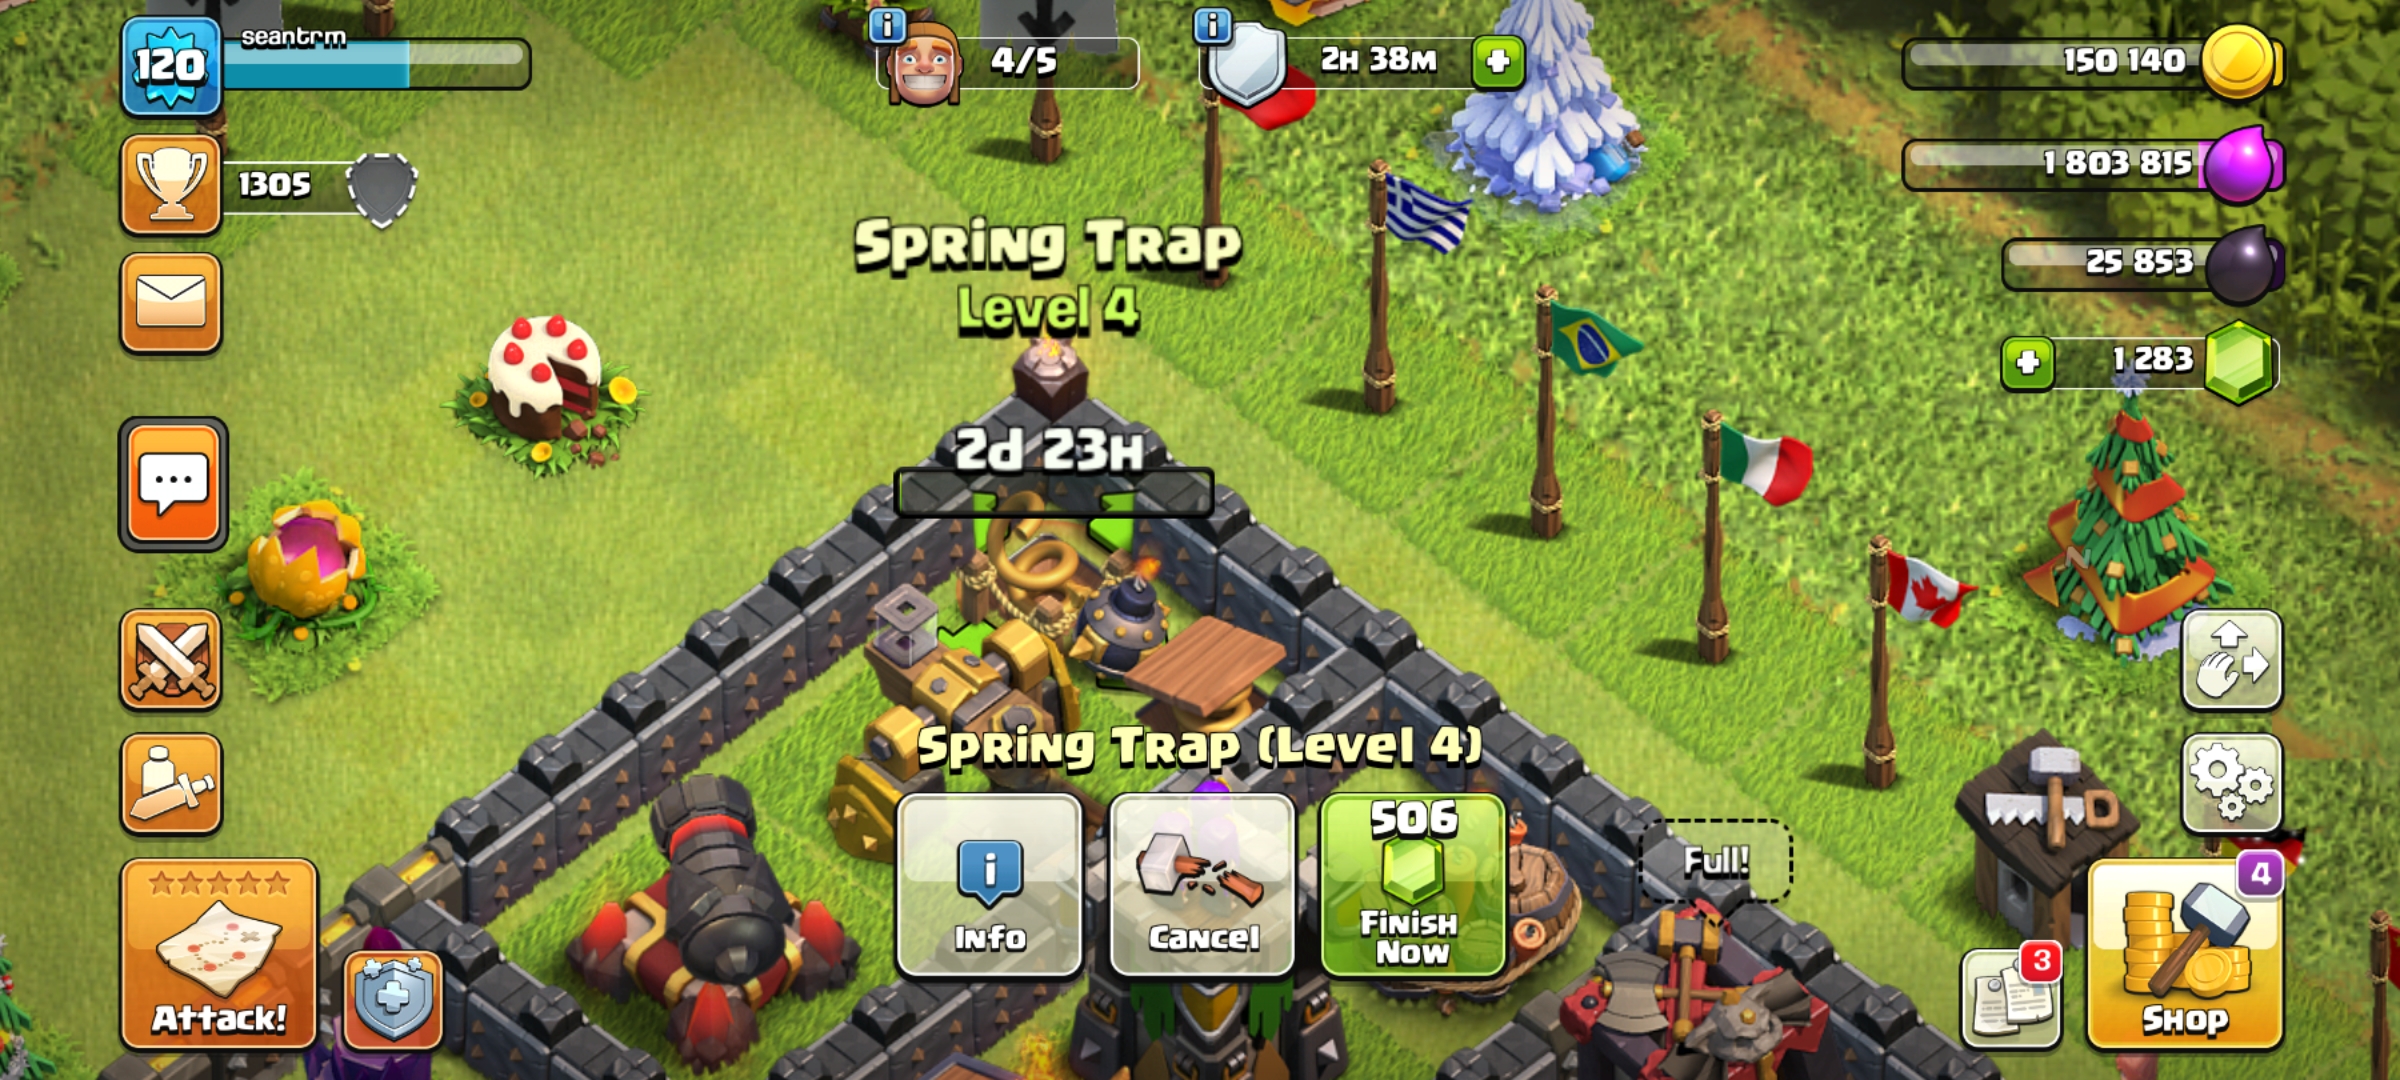 120
seantrm
4/5
2H 38M
150 140
1305
1 803 815
25 853
1 283
Spring Trap
Level 4
2d 23H
Spring Trap (Level 4)
Info
Cancel
506
Finish
Now
Full!
4
3
Attack!
Shop